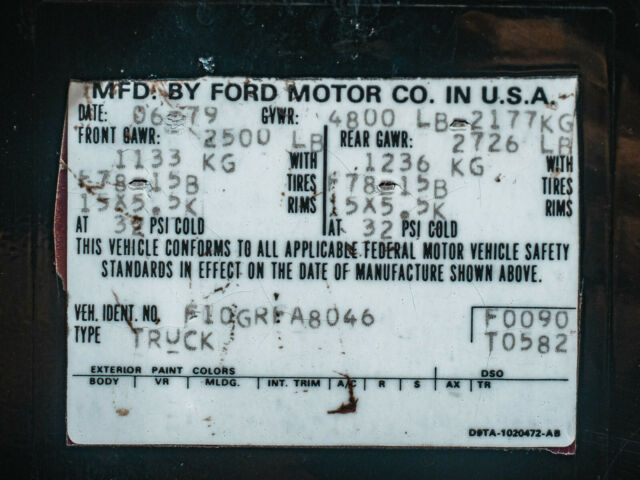 MFD. BY FORD MOTOR CO. IN U.S.A.
DATE: 06-79 GVWR: 4800 LB-2177KG
FRONT GAWR: 2500 LB REAR GAWR: 2726 LB
1133 KG WITH 1236 KG WITH
F78-15B TIRES F78-15B TIRES
15X5.5K RIMS 15X5.5K RIMS
AT 32 PSI COLD AT 32 PSI COLD
THIS VEHICLE CONFORMS TO ALL APPLICABLE FEDERAL MOTOR VEHICLE SAFETY
STANDARDS IN EFFECT ON THE DATE OF MANUFACTURE SHOWN ABOVE.
VEH. IDENT. NO. F10GRFA8046 F0090
TYPE TRUCK T0582
EXTERIOR PAINT COLORS DSO
BODY VR MLDG. INT. TRIM A/C R S AX TR
D9TA-1020472-AB